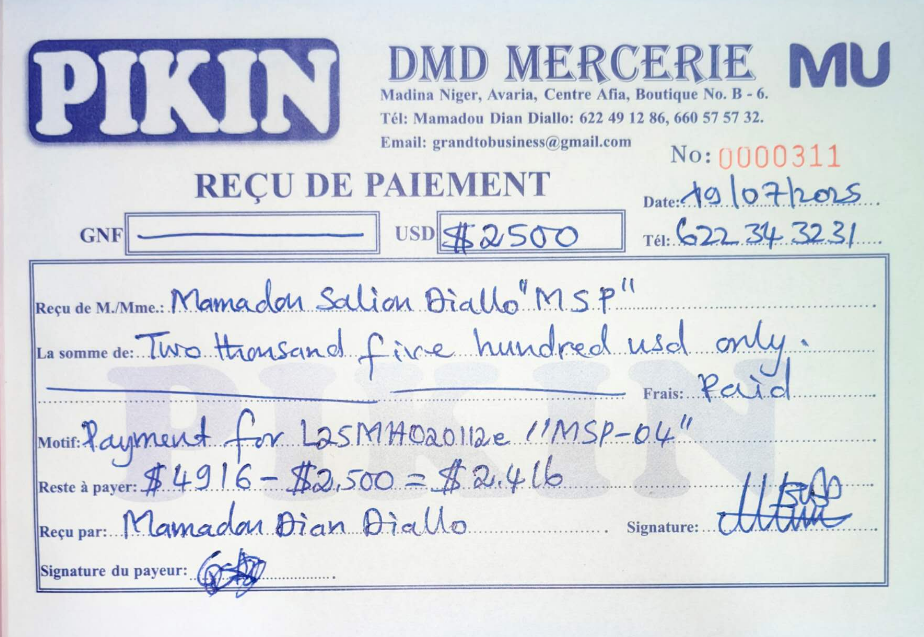 PIKIN
DMD MERCERIE
MU
Madina Niger, Avaria, Centre Afia, Boutique No. B - 6.
Tél: Mamadou Dian Diallo: 622 49 12 86, 660 57 57 32.
Email: grandtobusiness@gmail.com
No: 0000311
REÇU DE PAIEMENT
Date: 19/07/2025
GNF USD $2500 Tél: 622 34 3231
Reçu de M./Mme.: Mamadou Saliou Diallo "MSP"
La somme de: Two thousand five hundred usd only.
Frais: Paid
Motif: Payment for L25MH020112e "MSP-04"
Reste à payer: $4916 - $2,500 = $2.416
Reçu par: Mamadou Dian Diallo Signature:
Signature du payeur:
PIKIN